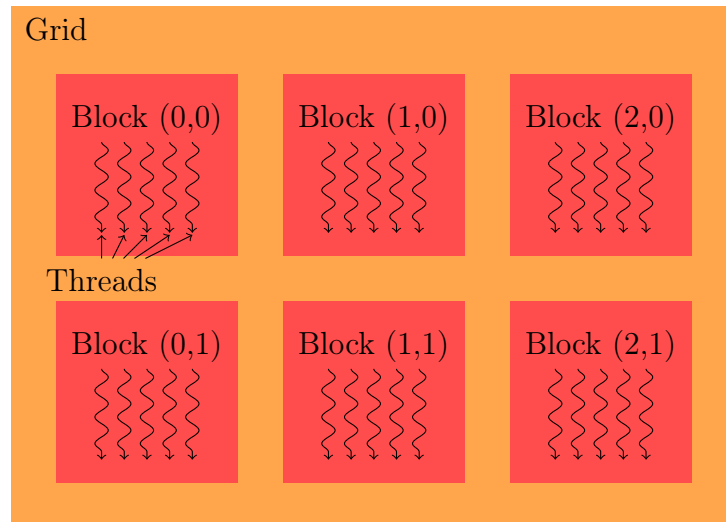 Grid
Block (0,0)
Block (1,0)
Block (2,0)
Threads
Block (0,1)
Block (1,1)
Block (2,1)